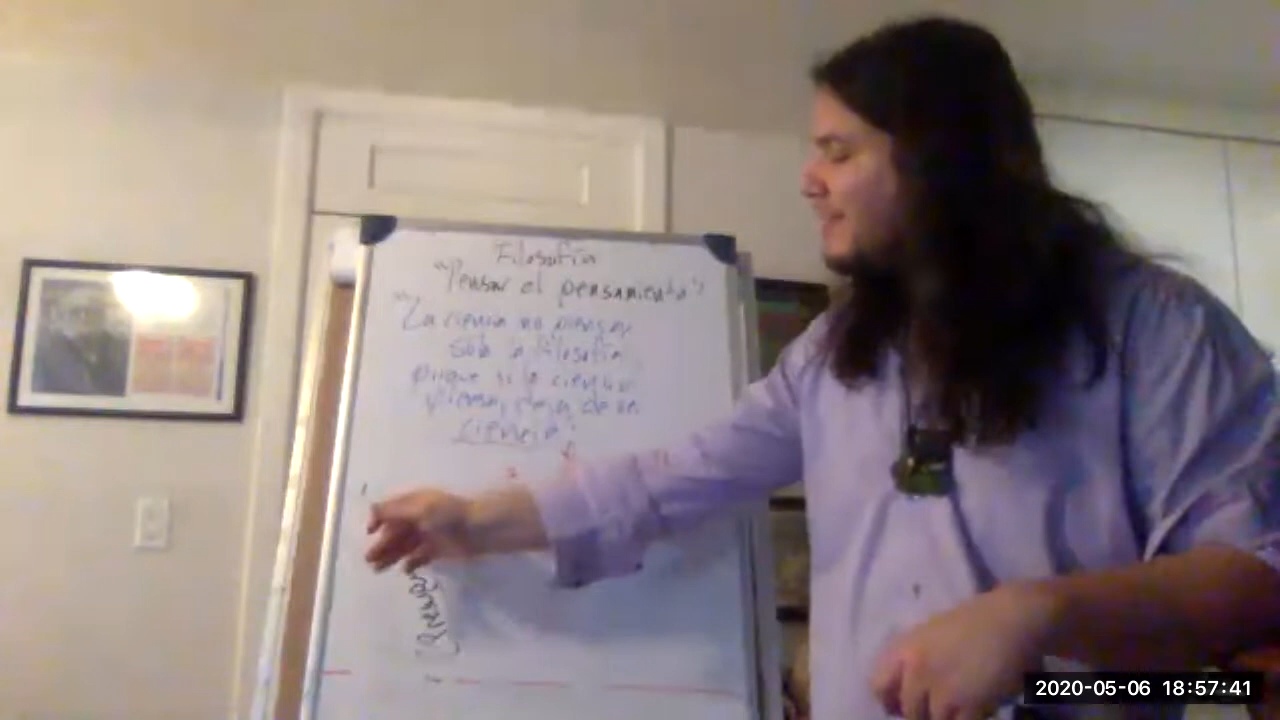 Filosofía
"Pensar el pensamiento"
"La ciencia no piensa,
sólo la filosofía
porque si la ciencia
piensa, deja de ser
ciencia"
2020-05-06 18:57:41